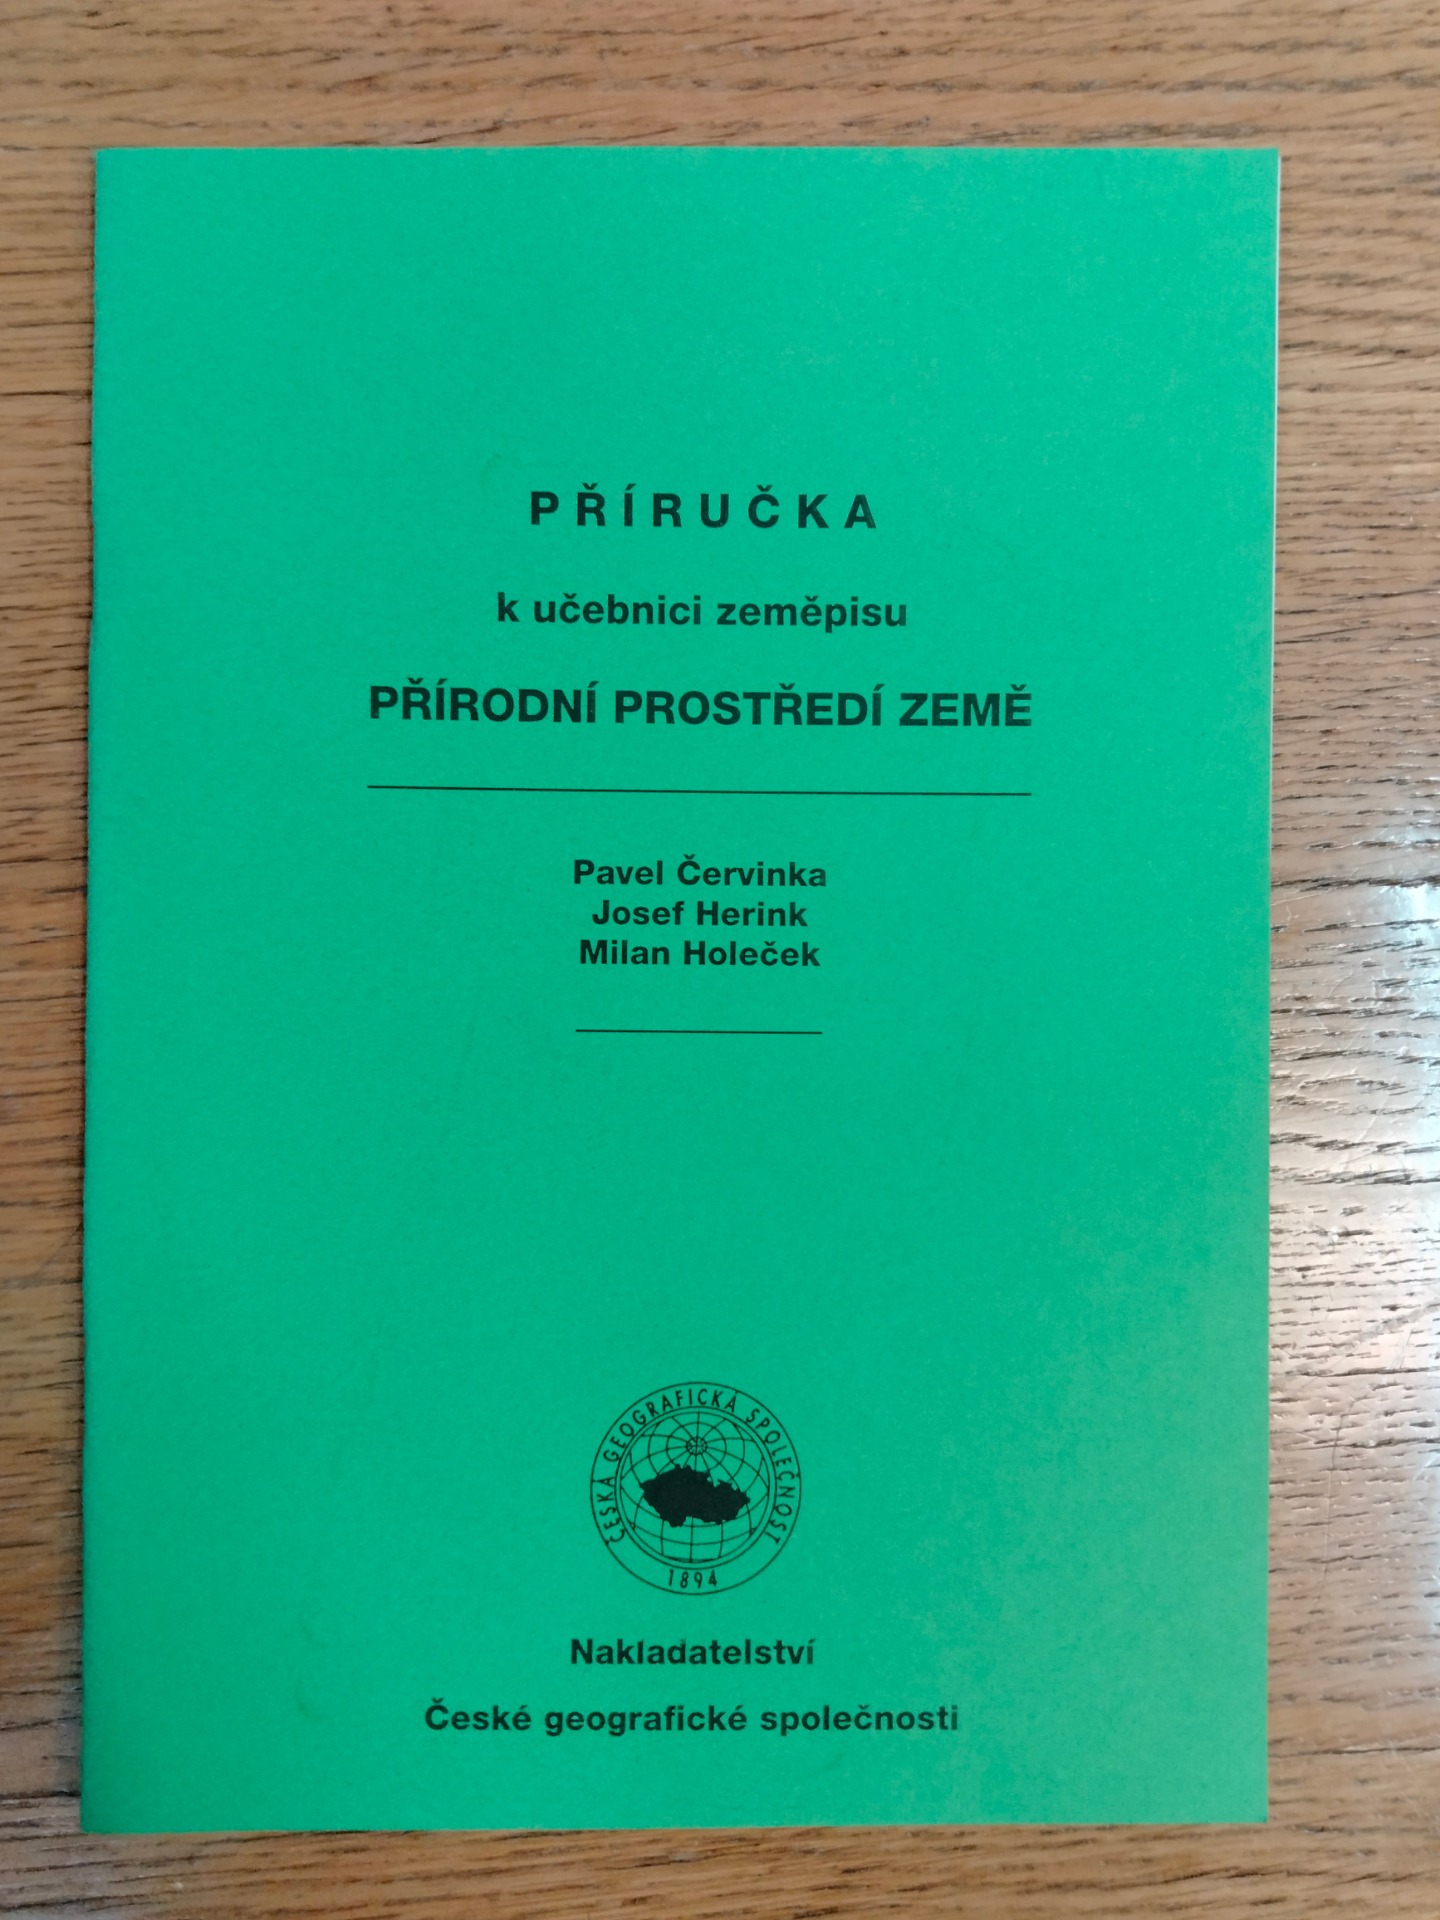 PŘÍRUČKA
k učebnici zeměpisu
PŘÍRODNÍ PROSTŘEDÍ ZEMĚ
Pavel Červinka
Josef Herink
Milan Holeček
ČESKÁ GEOGRAFICKÁ SPOLEČNOST
1894
Nakladatelství
České geografické společnosti